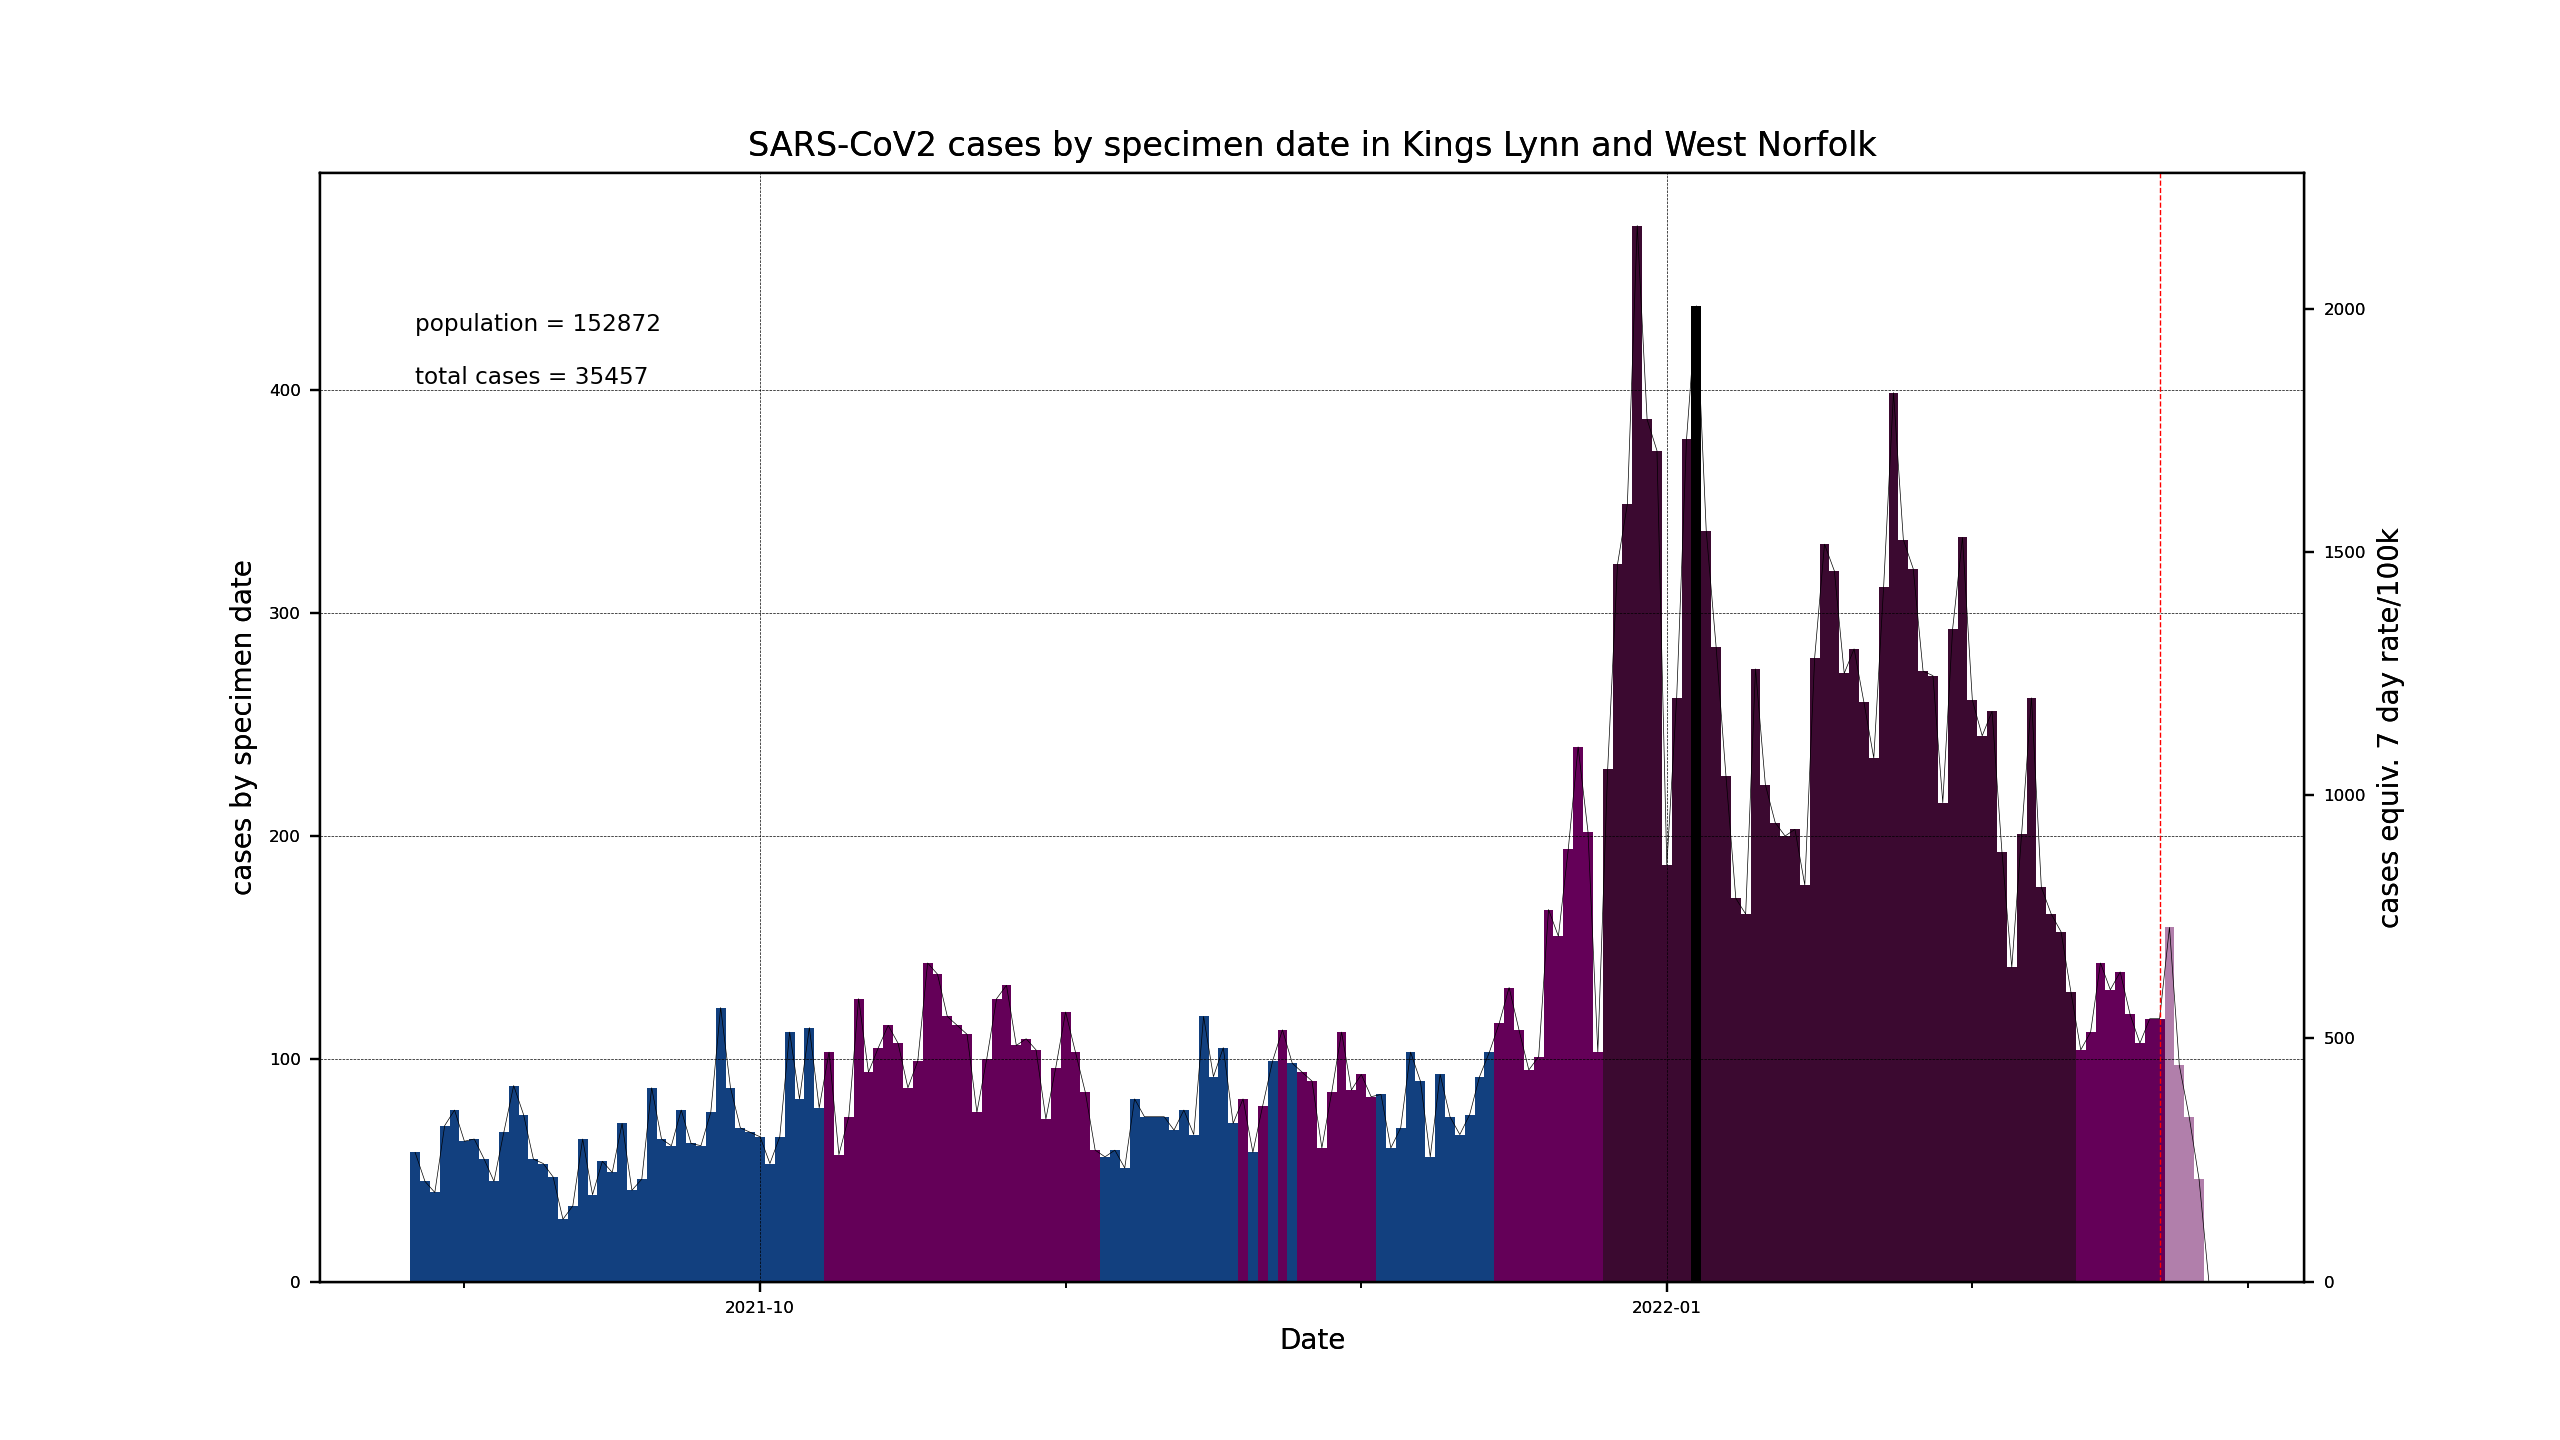 SARS-CoV2 cases by specimen date in Kings Lynn and West Norfolk
population = 152872
total cases = 35457
cases by specimen date
400
300
200
100
0
2021-10
2022-01
Date
2000
1500
1000
500
0
cases equiv. 7 day rate/100k